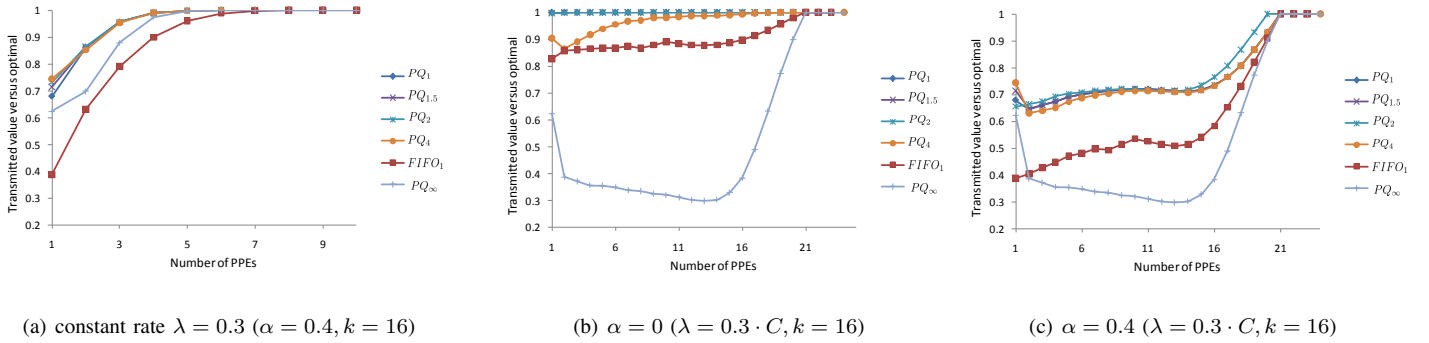 Transmitted value versus optimal
1
0.9
0.8
0.7
0.6
0.5
0.4
0.3
0.2
1 3 5 7 9
Number of PPEs
PQ₁
PQ₁.₅
PQ₂
PQ₄
FIFO₁
PQ∞
(a) constant rate λ = 0.3 (α = 0.4, k = 16)
Transmitted value versus optimal
1
0.9
0.8
0.7
0.6
0.5
0.4
0.3
0.2
1 6 11 16 21
Number of PPEs
PQ₁
PQ₁.₅
PQ₂
PQ₄
FIFO₁
PQ∞
(b) α = 0 (λ = 0.3 · C, k = 16)
Transmitted value versus optimal
1
0.9
0.8
0.7
0.6
0.5
0.4
0.3
0.2
1 6 11 16 21
Number of PPEs
PQ₁
PQ₁.₅
PQ₂
PQ₄
FIFO₁
PQ∞
(c) α = 0.4 (λ = 0.3 · C, k = 16)